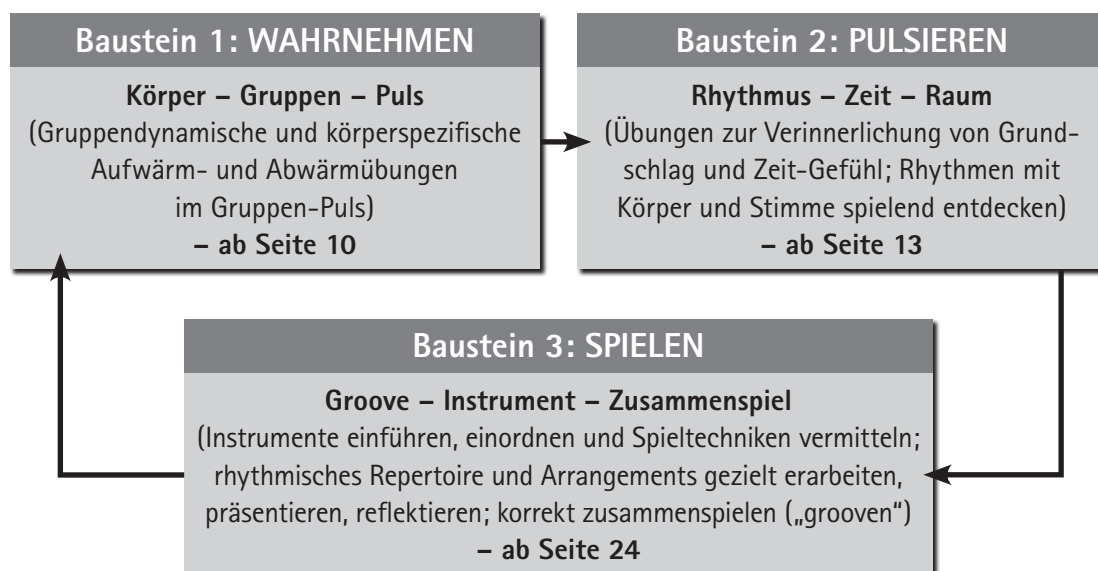 Baustein 1: WAHRNEHMEN
Körper – Gruppen – Puls
(Gruppendynamische und körperspezifische
Aufwärm- und Abwärmübungen
im Gruppen-Puls)
– ab Seite 10
Baustein 2: PULSIEREN
Rhythmus – Zeit – Raum
(Übungen zur Verinnerlichung von Grund-
schlag und Zeit-Gefühl; Rhythmen mit
Körper und Stimme spielend entdecken)
– ab Seite 13
Baustein 3: SPIELEN
Groove – Instrument – Zusammenspiel
(Instrumente einführen, einordnen und Spieltechniken vermitteln;
rhythmisches Repertoire und Arrangements gezielt erarbeiten,
präsentieren, reflektieren; korrekt zusammenspielen („grooven“)
– ab Seite 24